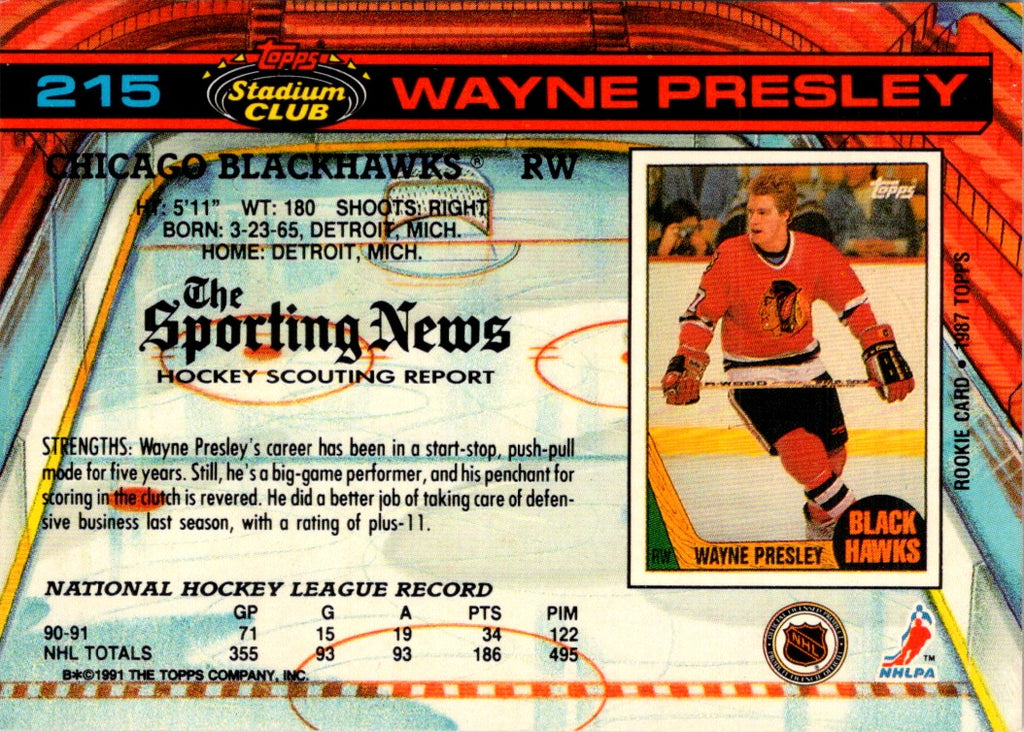 215
Topps
Stadium
CLUB
WAYNE PRESLEY
CHICAGO BLACKHAWKS® RW
HT: 5'11" WT: 180 SHOOTS: RIGHT
BORN: 3-23-65, DETROIT, MICH.
HOME: DETROIT, MICH.
The
Sporting News
HOCKEY SCOUTING REPORT
STRENGTHS: Wayne Presley's career has been in a start-stop, push-pull
mode for five years. Still, he's a big-game performer, and his penchant for
scoring in the clutch is revered. He did a better job of taking care of defen-
sive business last season, with a rating of plus-11.
NATIONAL HOCKEY LEAGUE RECORD
GP G A PTS PIM
90-91 71 15 19 34 122
NHL TOTALS 355 93 93 186 495
B*©1991 THE TOPPS COMPANY, INC.
Topps
RW WAYNE PRESLEY
BLACK
HAWKS
ROOKIE CARD • 1987 TOPPS
NHL
NHLPA™